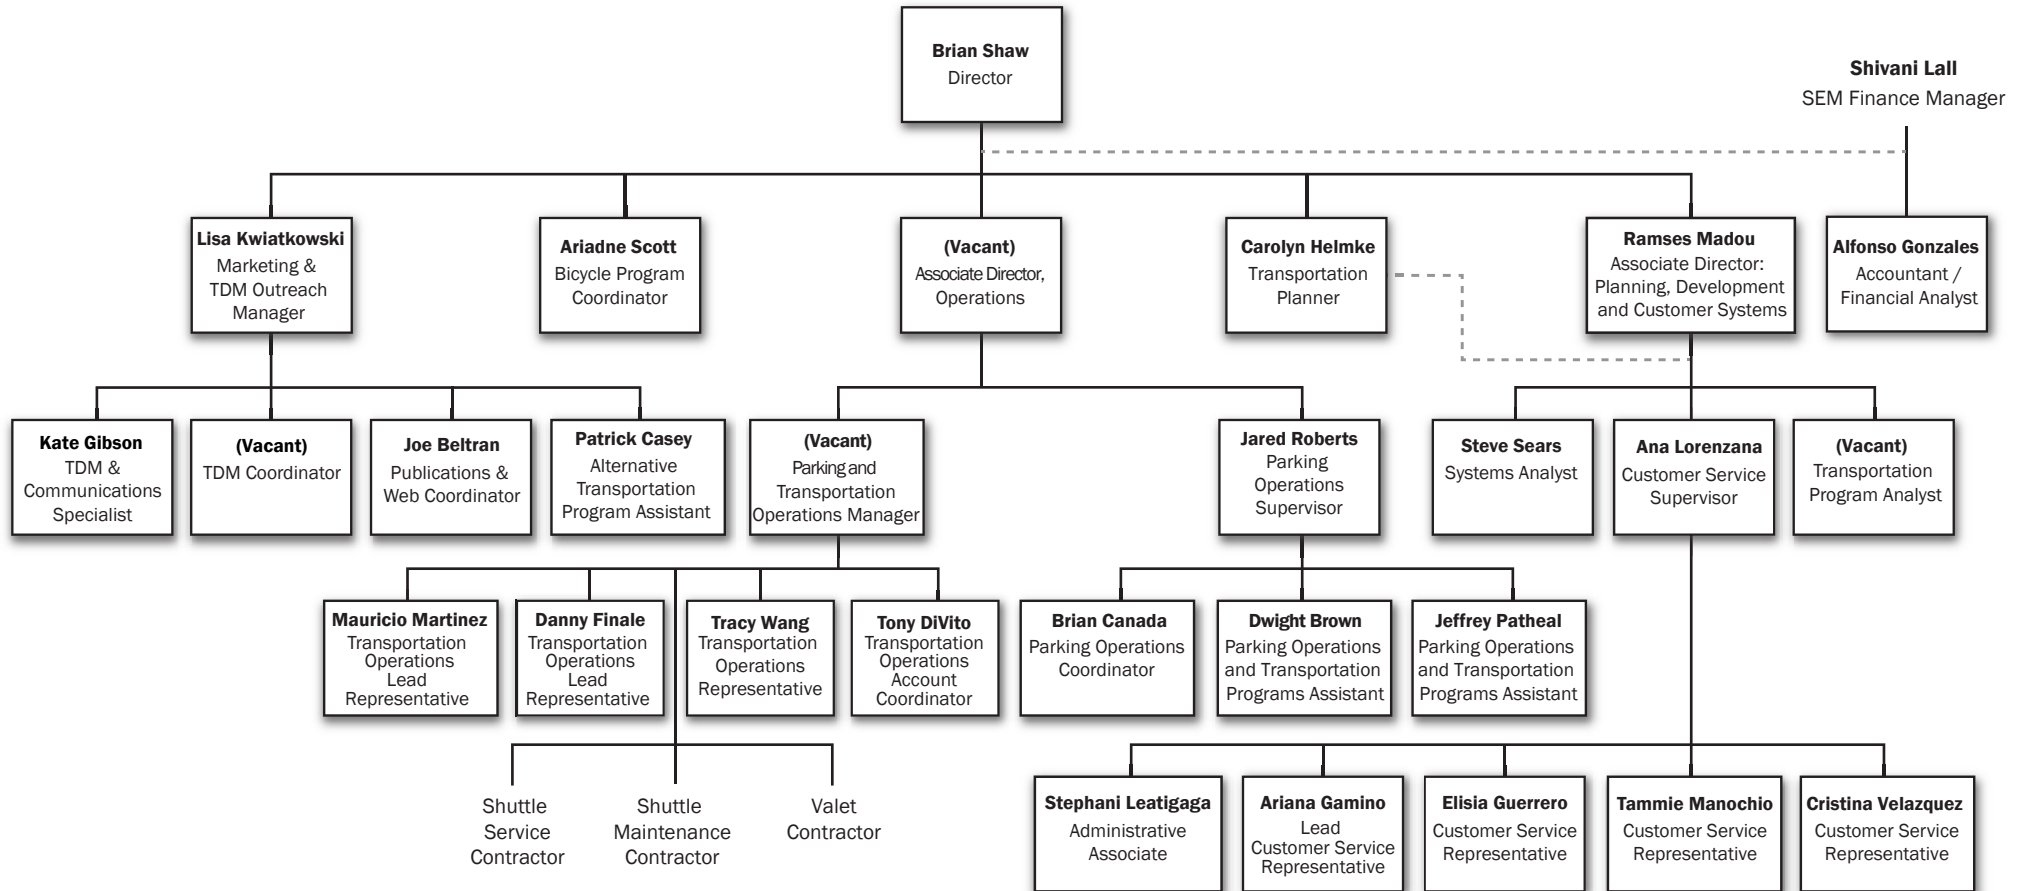 Brian Shaw
Director
Shivani Lall
SEM Finance Manager
Lisa Kwiatkowski
Marketing &
TDM Outreach
Manager
Ariadne Scott
Bicycle Program
Coordinator
(Vacant)
Associate Director,
Operations
Carolyn Helmke
Transportation
Planner
Ramses Madou
Associate Director:
Planning, Development
and Customer Systems
Alfonso Gonzales
Accountant /
Financial Analyst
Kate Gibson
TDM &
Communications
Specialist
(Vacant)
TDM Coordinator
Joe Beltran
Publications &
Web Coordinator
Patrick Casey
Alternative
Transportation
Program Assistant
(Vacant)
Parking and
Transportation
Operations Manager
Jared Roberts
Parking
Operations
Supervisor
Steve Sears
Systems Analyst
Ana Lorenzana
Customer Service
Supervisor
(Vacant)
Transportation
Program Analyst
Mauricio Martinez
Transportation
Operations
Lead
Representative
Danny Finale
Transportation
Operations
Lead
Representative
Tracy Wang
Transportation
Operations
Representative
Tony DiVito
Transportation
Operations
Account
Coordinator
Brian Canada
Parking Operations
Coordinator
Dwight Brown
Parking Operations
and Transportation
Programs Assistant
Jeffrey Patheal
Parking Operations
and Transportation
Programs Assistant
Shuttle
Service
Contractor
Shuttle
Maintenance
Contractor
Valet
Contractor
Stephani Leatigaga
Administrative
Associate
Ariana Gamino
Lead
Customer Service
Representative
Elisia Guerrero
Customer Service
Representative
Tammie Manochio
Customer Service
Representative
Cristina Velazquez
Customer Service
Representative